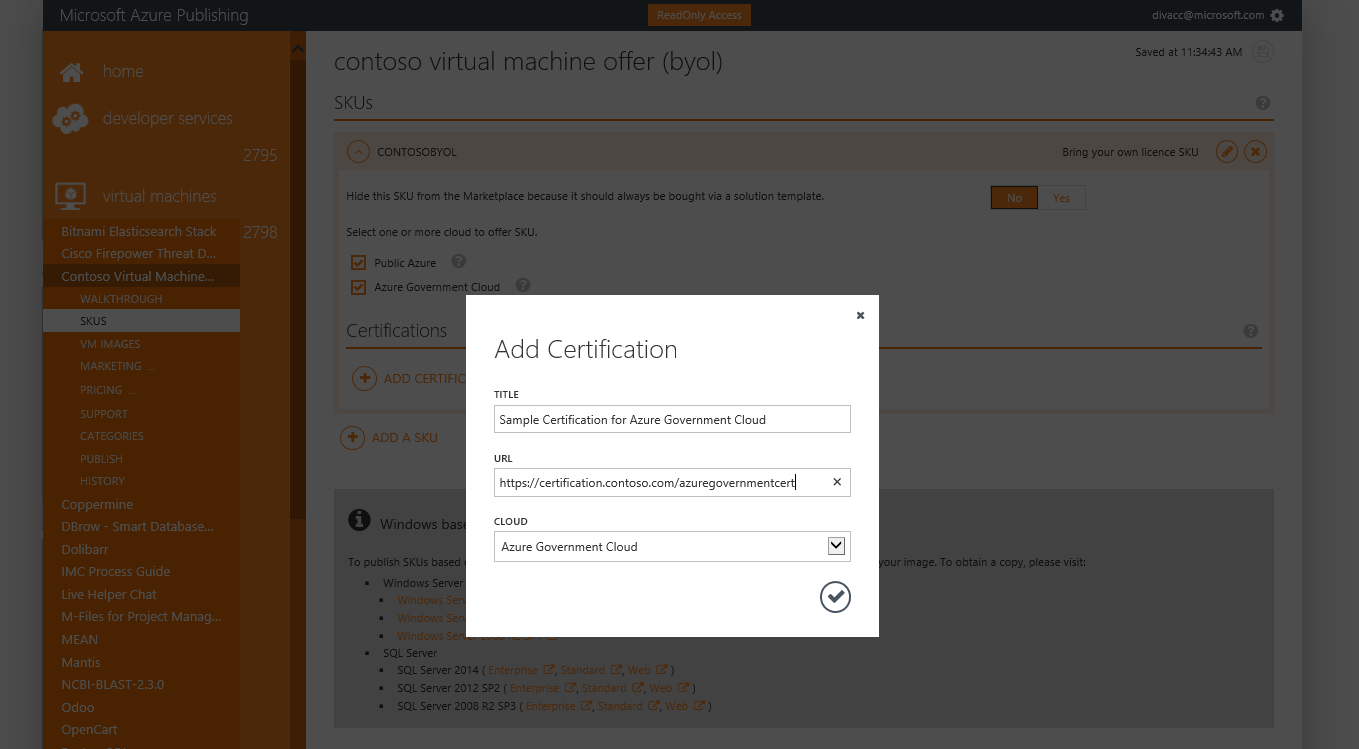 Microsoft Azure Publishing
ReadOnly Access
divacc@microsoft.com
home
developer services
2795
virtual machines
Bitnami Elasticsearch Stack
2798
Cisco Firepower Threat D...
Contoso Virtual Machine...
WALKTHROUGH
SKUS
VM IMAGES
MARKETING ...
PRICING ...
SUPPORT
CATEGORIES
PUBLISH
HISTORY
Coppermine
DBrow - Smart Database...
Dolibarr
IMC Process Guide
Live Helper Chat
M-Files for Project Manag...
MEAN
Mantis
NCBI-BLAST-2.3.0
Odoo
OpenCart
contoso virtual machine offer (byol)
Saved at 11:34:43 AM
SKUs
CONTOSOBYOL
Bring your own licence SKU
Hide this SKU from the Marketplace because it should always be bought via a solution template.
No
Yes
Select one or more cloud to offer SKU.
Public Azure
Azure Government Cloud
Certifications
ADD CERTIFIC
ADD A SKU
Add Certification
TITLE
Sample Certification for Azure Government Cloud
URL
https://certification.contoso.com/azuregovernmentcert
CLOUD
Azure Government Cloud
Windows base
To publish SKUs based
your image. To obtain a copy, please visit:
Windows Server
Windows Serv
Windows Serv
SQL Server
SQL Server 2014 ( Enterprise , Standard , Web )
SQL Server 2012 SP2 ( Enterprise , Standard , Web )
SQL Server 2008 R2 SP3 ( Enterprise , Standard , Web )